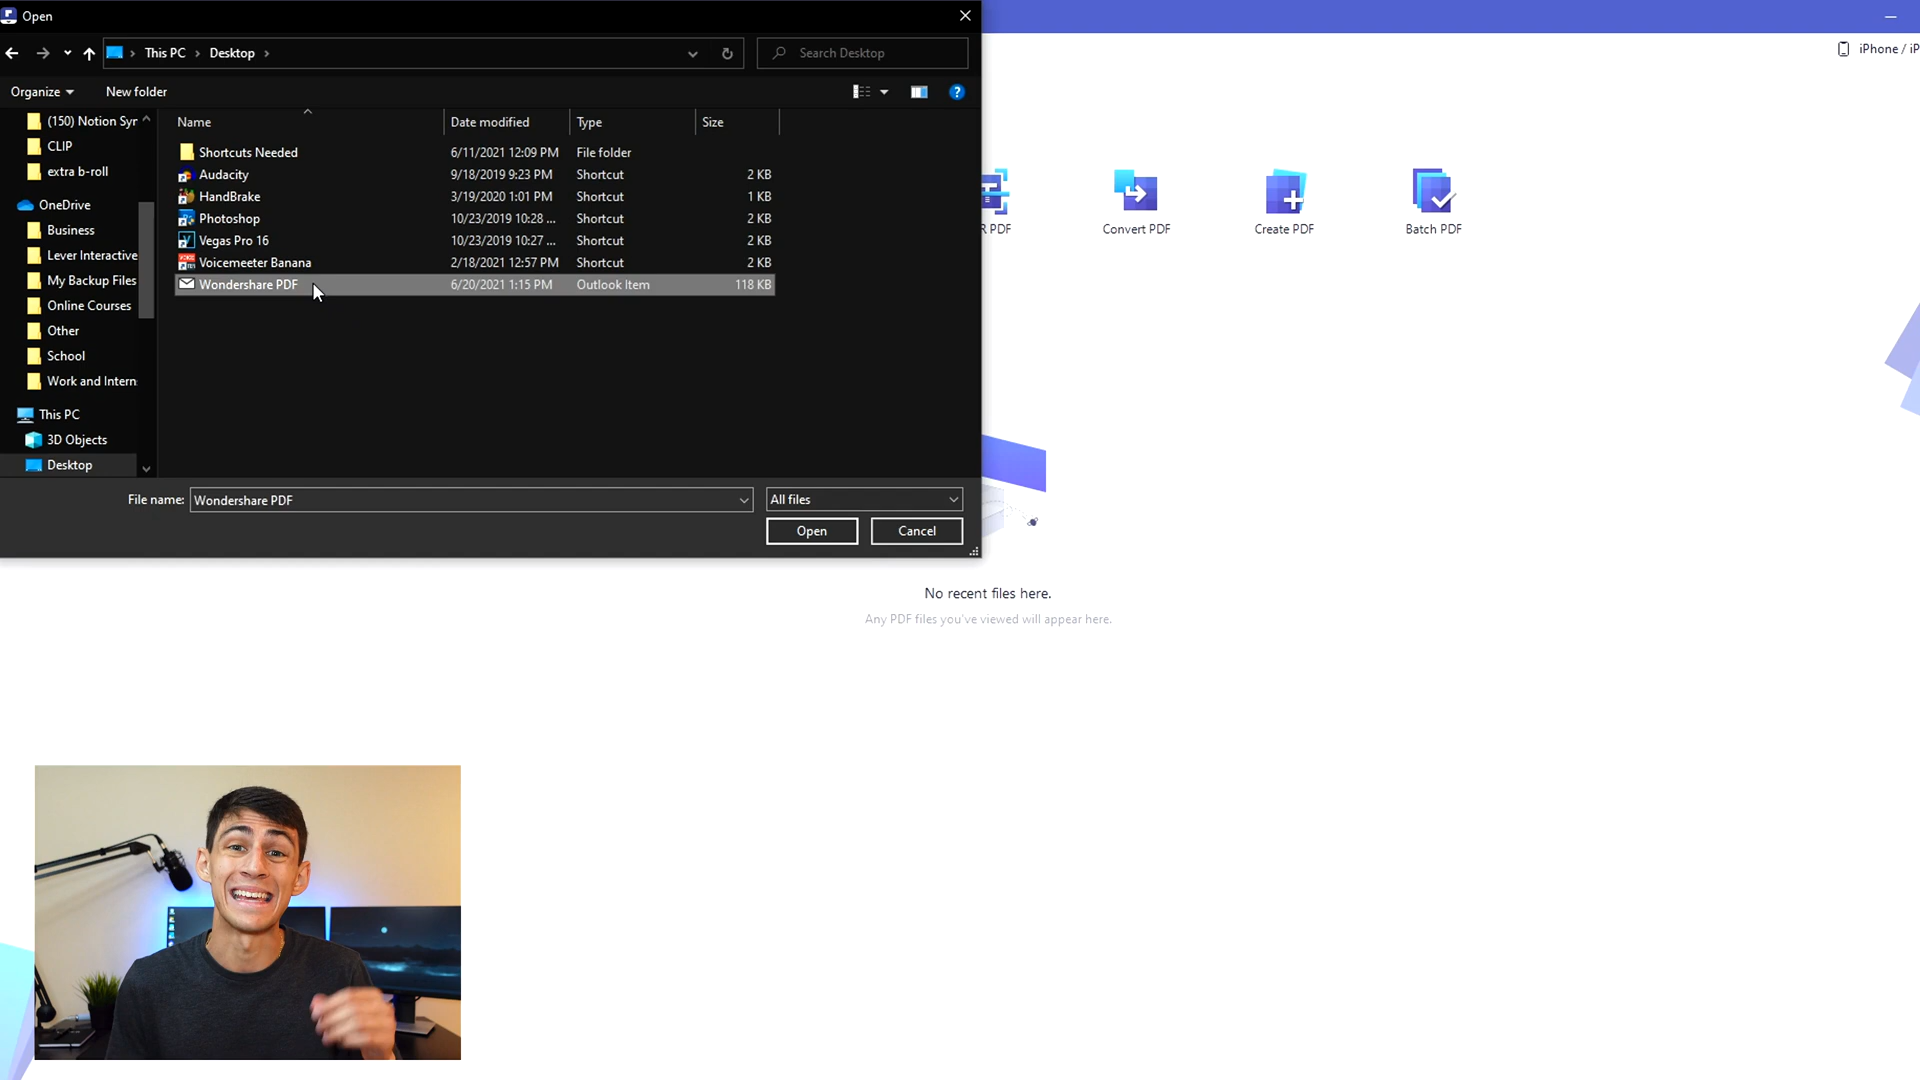 Open
This PC > Desktop >
Search Desktop
Organize
New folder
?
Name Date modified Type Size
Shortcuts Needed 6/11/2021 12:09 PM File folder
Audacity 9/18/2019 9:23 PM Shortcut 2 KB
HandBrake 3/19/2020 1:01 PM Shortcut 1 KB
Photoshop 10/23/2019 10:28 ... Shortcut 2 KB
Vegas Pro 16 10/23/2019 10:27 ... Shortcut 2 KB
Voicemeeter Banana 2/18/2021 12:57 PM Shortcut 2 KB
Wondershare PDF 6/20/2021 1:15 PM Outlook Item 118 KB
(150) Notion Syr
CLIP
extra b-roll
OneDrive
Business
Lever Interactive
My Backup Files
Online Courses
Other
School
Work and Intern
This PC
3D Objects
Desktop
File name: Wondershare PDF
All files
Open
Cancel
iPhone / iP
R PDF
Convert PDF
Create PDF
Batch PDF
No recent files here.
Any PDF files you've viewed will appear here.